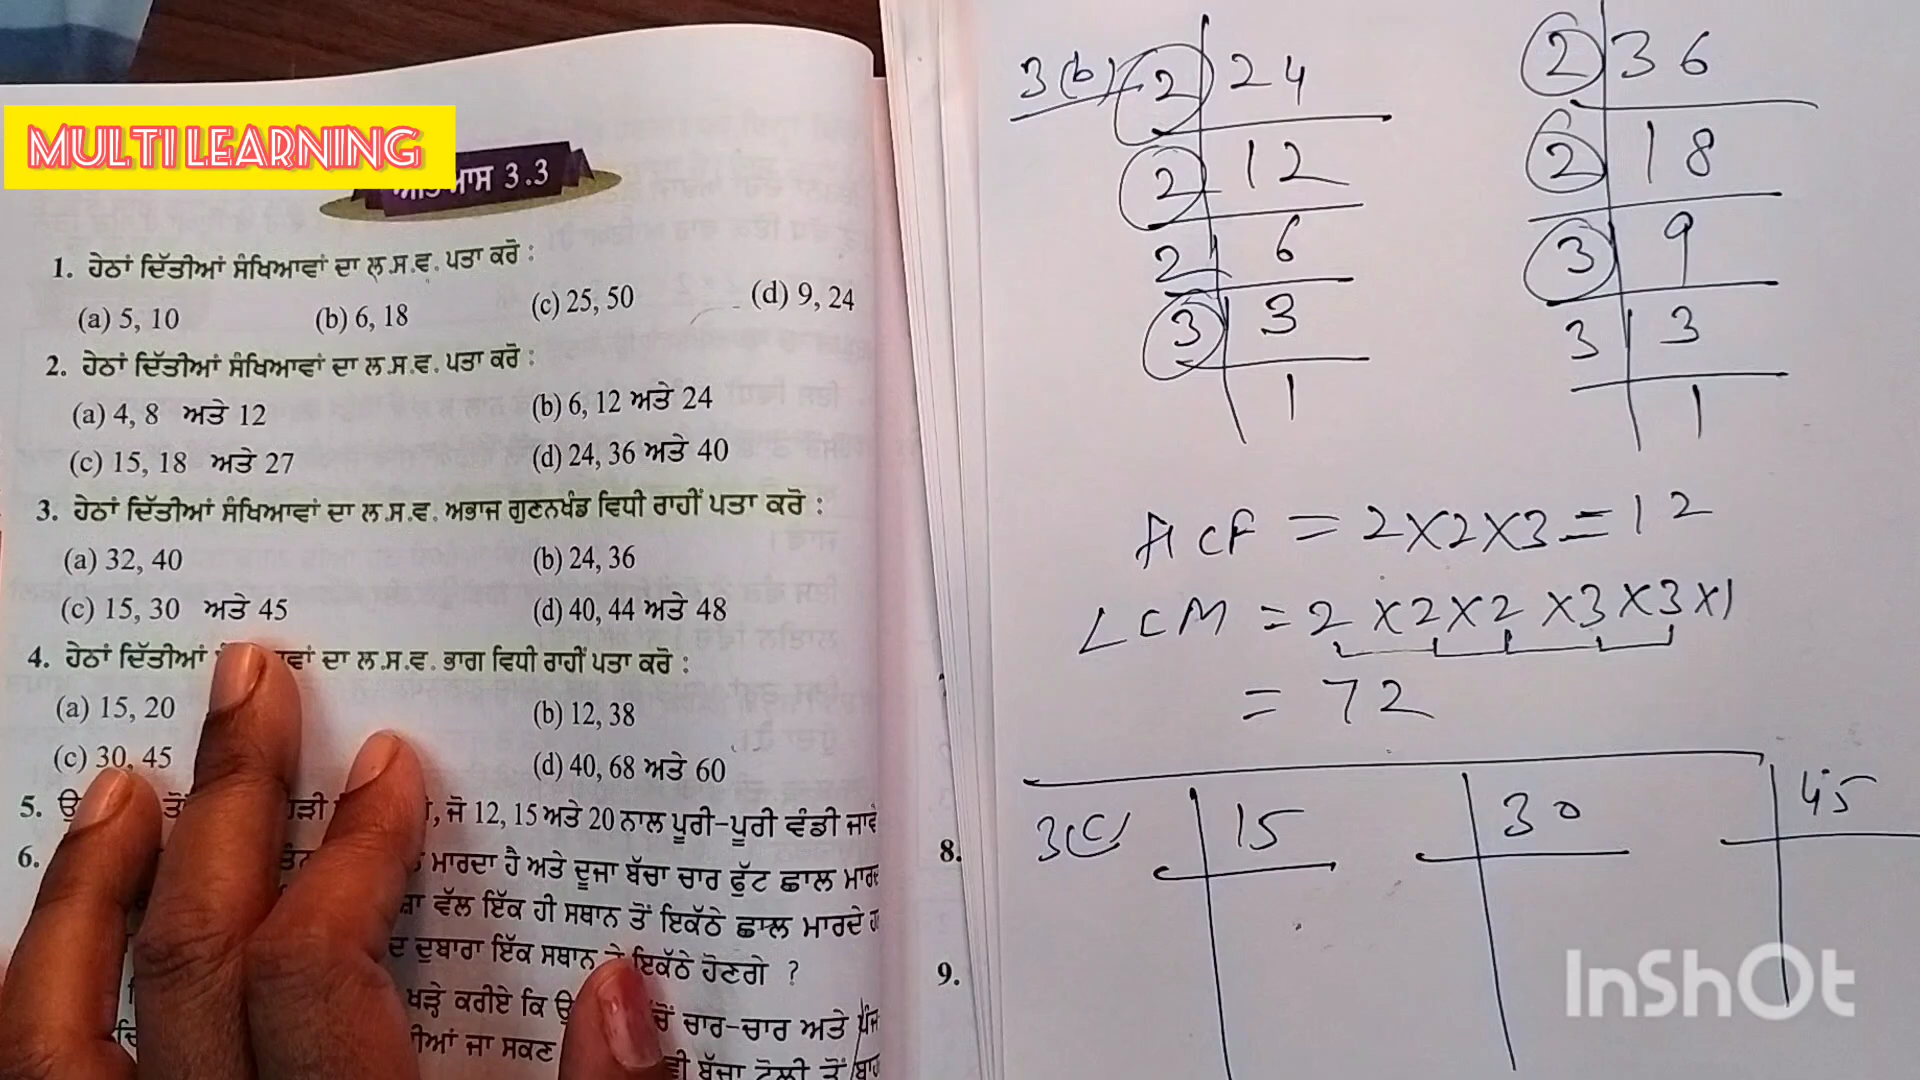 MULTI LEARNING
3.3
1. ਹੇਠਾਂ ਦਿੱਤੀਆਂ ਸੰਖਿਆਵਾਂ ਦਾ ਲ.ਸ.ਵ. ਪਤਾ ਕਰੋ :
(a) 5, 10 (b) 6, 18 (c) 25, 50 (d) 9, 24
2. ਹੇਠਾਂ ਦਿੱਤੀਆਂ ਸੰਖਿਆਵਾਂ ਦਾ ਲ.ਸ.ਵ. ਪਤਾ ਕਰੋ :
(a) 4, 8 ਅਤੇ 12 (b) 6, 12 ਅਤੇ 24
(c) 15, 18 ਅਤੇ 27 (d) 24, 36 ਅਤੇ 40
3. ਹੇਠਾਂ ਦਿੱਤੀਆਂ ਸੰਖਿਆਵਾਂ ਦਾ ਲ.ਸ.ਵ. ਅਭਾਜ ਗੁਣਨਖੰਡ ਵਿਧੀ ਰਾਹੀਂ ਪਤਾ ਕਰੋ :
(a) 32, 40 (b) 24, 36
(c) 15, 30 ਅਤੇ 45 (d) 40, 44 ਅਤੇ 48
4. ਹੇਠਾਂ ਦਿੱਤੀਆਂ ਦਾ ਲ.ਸ.ਵ. ਭਾਗ ਵਿਧੀ ਰਾਹੀਂ ਪਤਾ ਕਰੋ :
(a) 15, 20 (b) 12, 38
(c) 30, 45 (d) 40, 68 ਅਤੇ 60
5. ਜੋ 12, 15 ਅਤੇ 20 ਨਾਲ ਪੂਰੀ-ਪੂਰੀ ਵੰਡੀ ਜਾਵੇ
6. ਮਾਰਦਾ ਹੈ ਅਤੇ ਦੂਜਾ ਬੱਚਾ ਚਾਰ ਫੁੱਟ ਛਾਲ ਮਾਰਦਾ
ਵੱਲ ਇੱਕ ਹੀ ਸਥਾਨ ਤੋਂ ਇਕੱਠੇ ਛਾਲ ਮਾਰਦੇ
ਦੁਬਾਰਾ ਇੱਕ ਸਥਾਨ ਤੇ ਇਕੱਠੇ ਹੋਣਗੇ ?
ਖੜ੍ਹੇ ਕਰੀਏ ਕਿ ਚਾਰ-ਚਾਰ ਅਤੇ ਪੰਜ
ਜਾ ਸਕਣ ਬੱਚਾ ਟੋਲੀ ਤੋਂ ਬਾਹ
8.
9.
3(b) 2 24
2 12
2 6
3 3
1
2 36
2 18
3 9
3 3
1
HCF = 2×2×3 = 12
LCM = 2×2×2×3×3×1
= 72
3(c) 15 30 45
InShOt